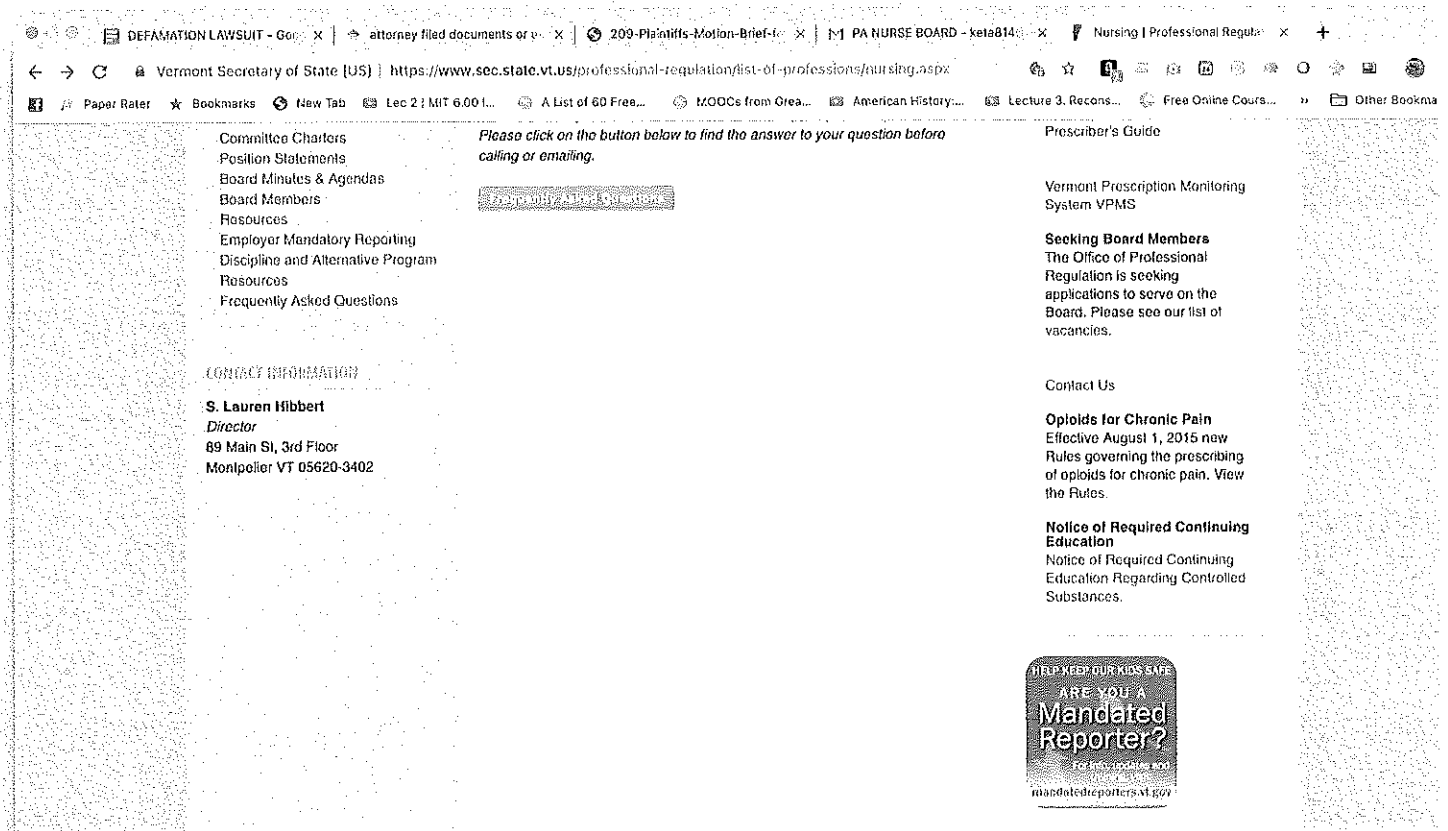 DEFAMATION LAWSUIT - Goo
attorney filed documents or
209-Plaintiffs-Motion-Brief-f
PA NURSE BOARD - keta814
Nursing | Professional Regula
Vermont Secretary of State [US] | https://www.sec.state.vt.us/professional-regulation/list-of-professions/nursing.aspx
Paper Rater
Bookmarks
New Tab
Lec 2 | MIT 6.00 I...
A List of 60 Free...
MOOCs from Grea...
American History:...
Lecture 3. Recons...
Free Online Cours...
»
Other Bookma
Committee Charters
Position Statements
Board Minutes & Agendas
Board Members
Resources
Employer Mandatory Reporting
Discipline and Alternative Program
Resources
Frequently Asked Questions
CONTACT INFORMATION
S. Lauren Hibbert
Director
89 Main St, 3rd Floor
Montpelier VT 05620-3402
Please click on the button below to find the answer to your question before
calling or emailing.
Frequently Asked Questions
Prescriber's Guide
Vermont Prescription Monitoring
System VPMS
Seeking Board Members
The Office of Professional
Regulation is seeking
applications to serve on the
Board. Please see our list of
vacancies.
Contact Us
Opioids for Chronic Pain
Effective August 1, 2015 new
Rules governing the prescribing
of opioids for chronic pain. View
the Rules.
Notice of Required Continuing
Education
Notice of Required Continuing
Education Regarding Controlled
Substances.
HELP KEEP OUR KIDS SAFE
ARE YOU A
Mandated
Reporter?
mandatedreporters.vt.gov